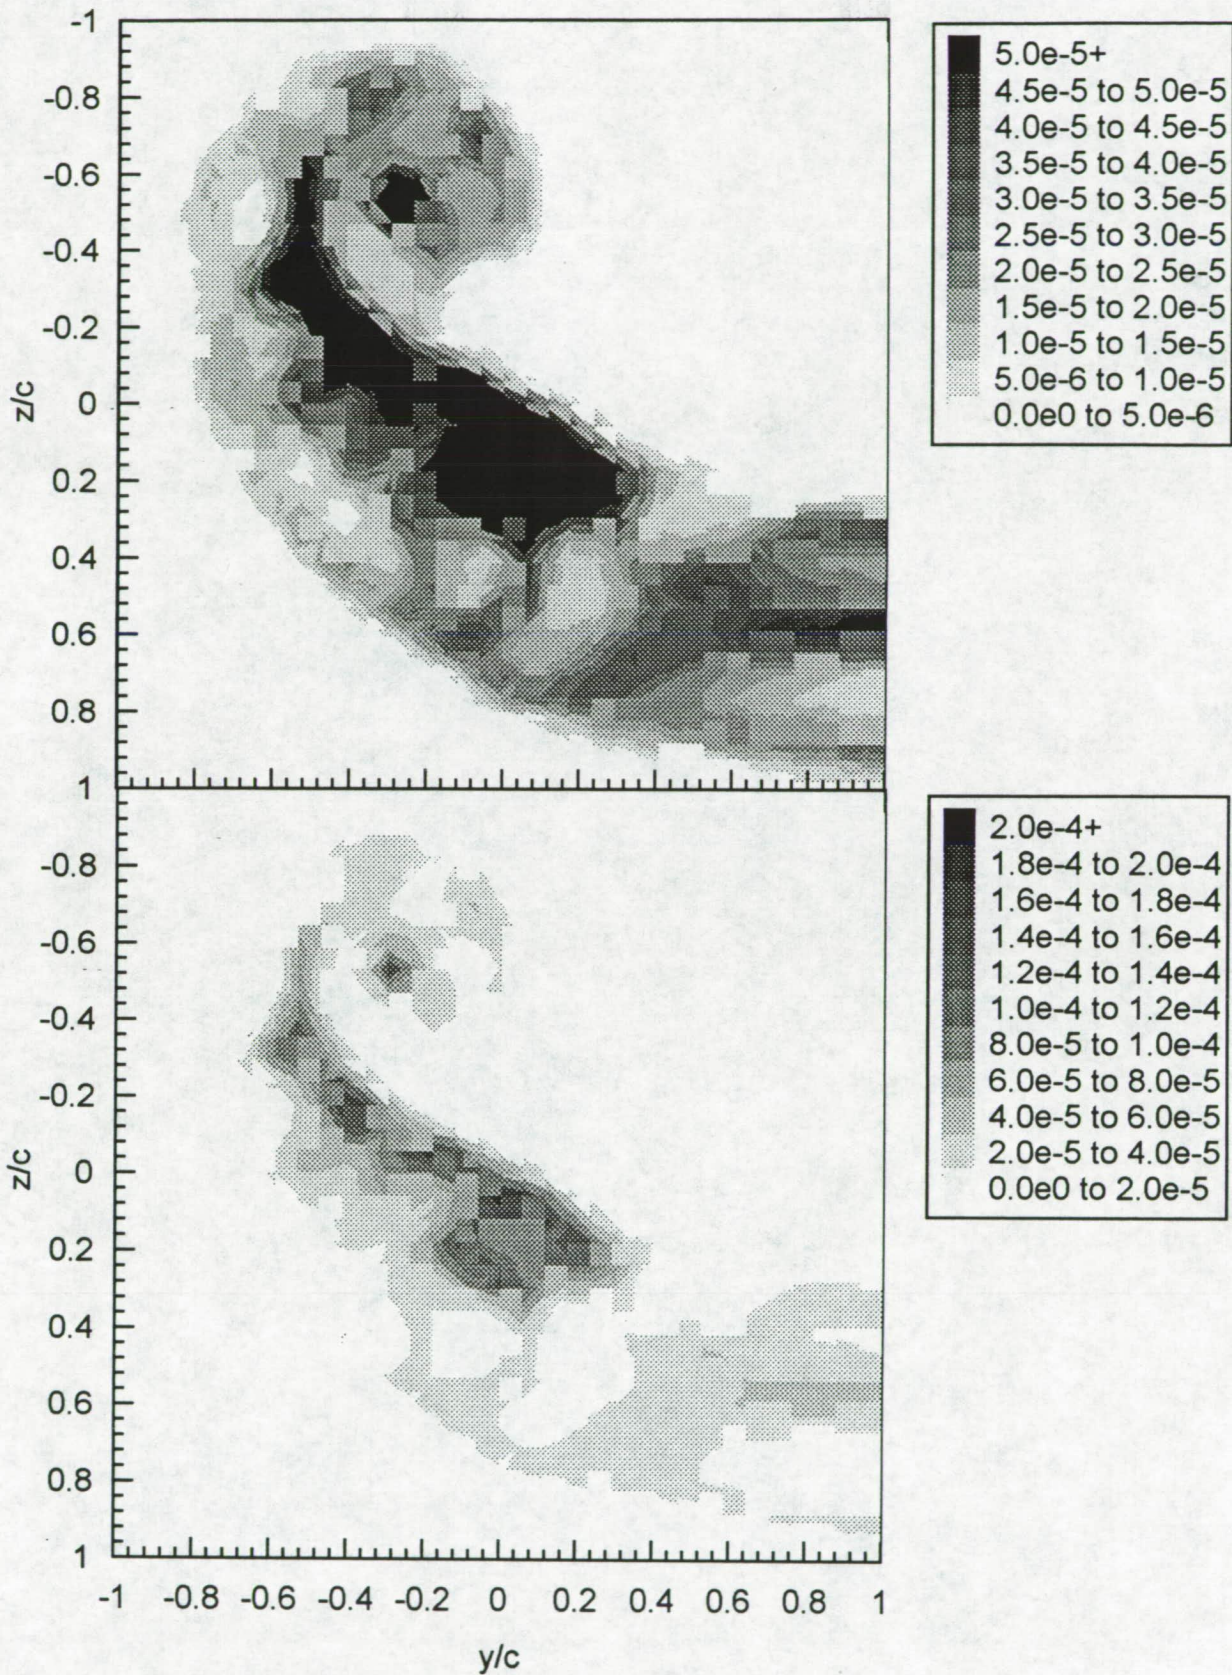 -1
-0.8
-0.6
-0.4
-0.2
0
0.2
0.4
0.6
0.8
1
z/c
5.0e-5+
4.5e-5 to 5.0e-5
4.0e-5 to 4.5e-5
3.5e-5 to 4.0e-5
3.0e-5 to 3.5e-5
2.5e-5 to 3.0e-5
2.0e-5 to 2.5e-5
1.5e-5 to 2.0e-5
1.0e-5 to 1.5e-5
5.0e-6 to 1.0e-5
0.0e0 to 5.0e-6
-0.8
-0.6
-0.4
-0.2
0
0.2
0.4
0.6
0.8
1
z/c
2.0e-4+
1.8e-4 to 2.0e-4
1.6e-4 to 1.8e-4
1.4e-4 to 1.6e-4
1.2e-4 to 1.4e-4
1.0e-4 to 1.2e-4
8.0e-5 to 1.0e-4
6.0e-5 to 8.0e-5
4.0e-5 to 6.0e-5
2.0e-5 to 4.0e-5
0.0e0 to 2.0e-5
-1 -0.8 -0.6 -0.4 -0.2 0 0.2 0.4 0.6 0.8 1
y/c